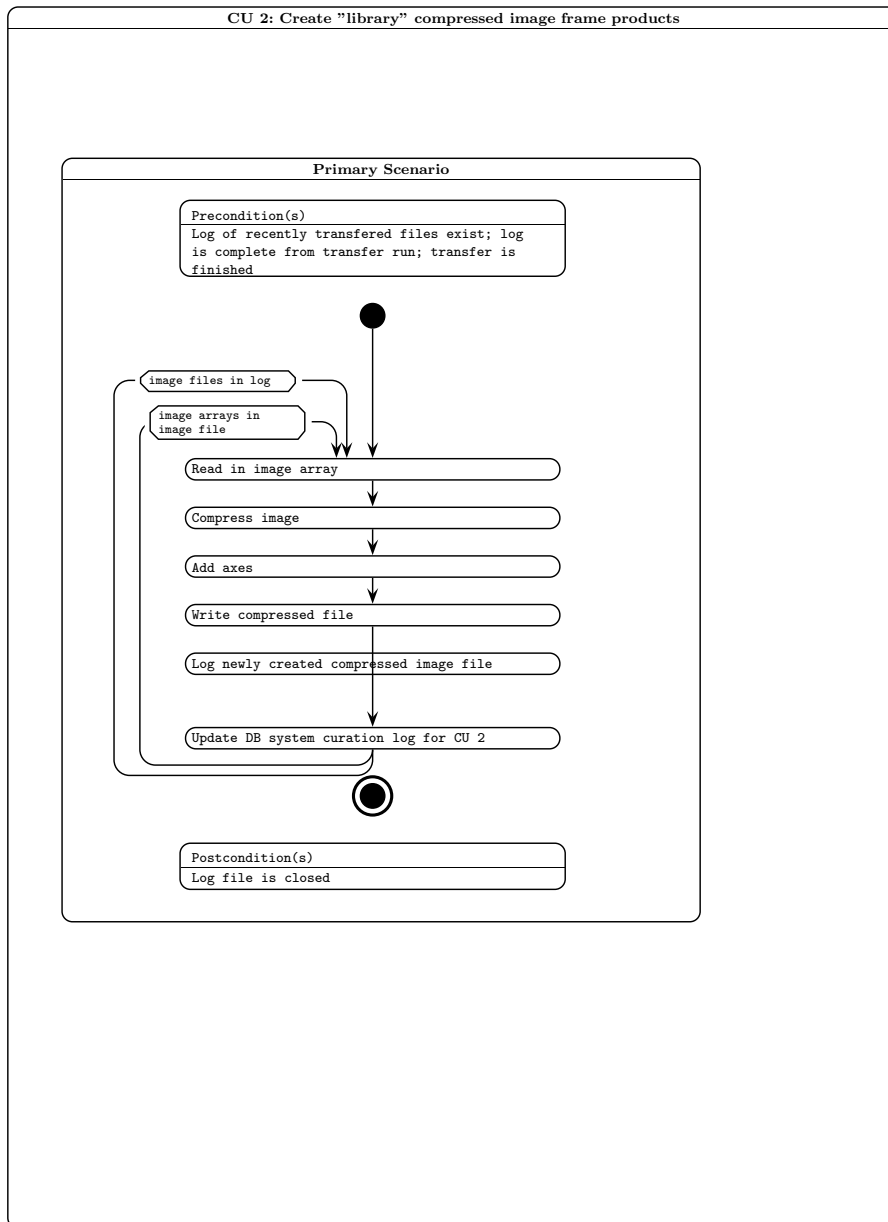 CU 2: Create ”library” compressed image frame products
Primary Scenario
Precondition(s)
Log of recently transfered files exist; log
is complete from transfer run; transfer is
finished
image files in log
image arrays in
image file
Read in image array
Compress image
Add axes
Write compressed file
Log newly created compressed image file
Update DB system curation log for CU 2
Postcondition(s)
Log file is closed